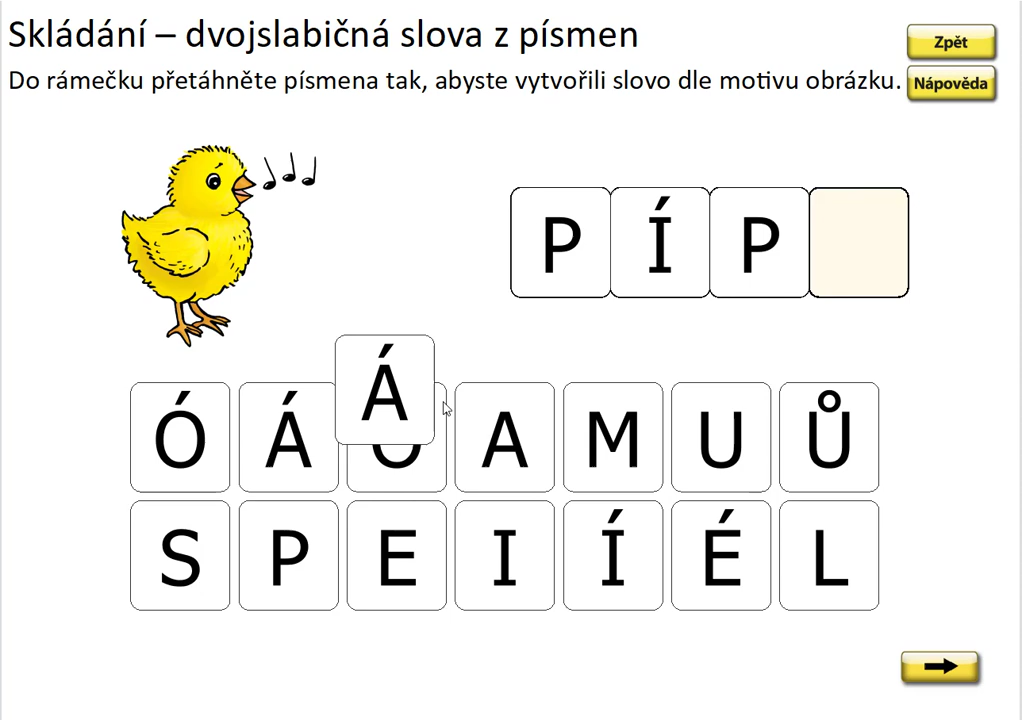 Skládání – dvojslabičná slova z písmen
Zpět
Do rámečku přetáhněte písmena tak, abyste vytvořili slovo dle motivu obrázku.
Nápověda
P Í P
Á
Ó Á A M U Ů
S P E I Í É L